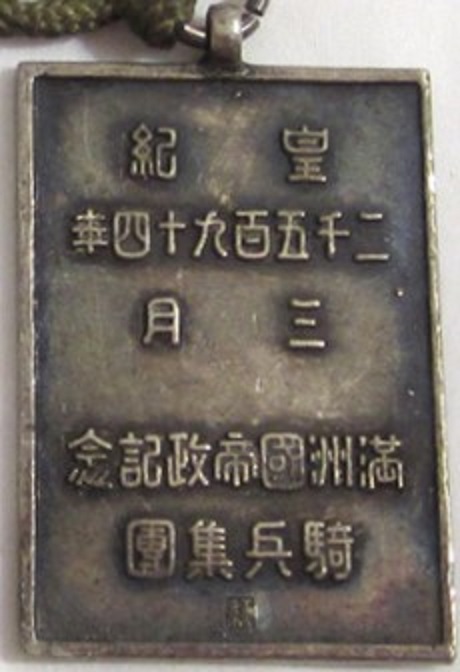 皇紀
二千五百九十四年
三月
満洲國帝政記念
騎兵集團